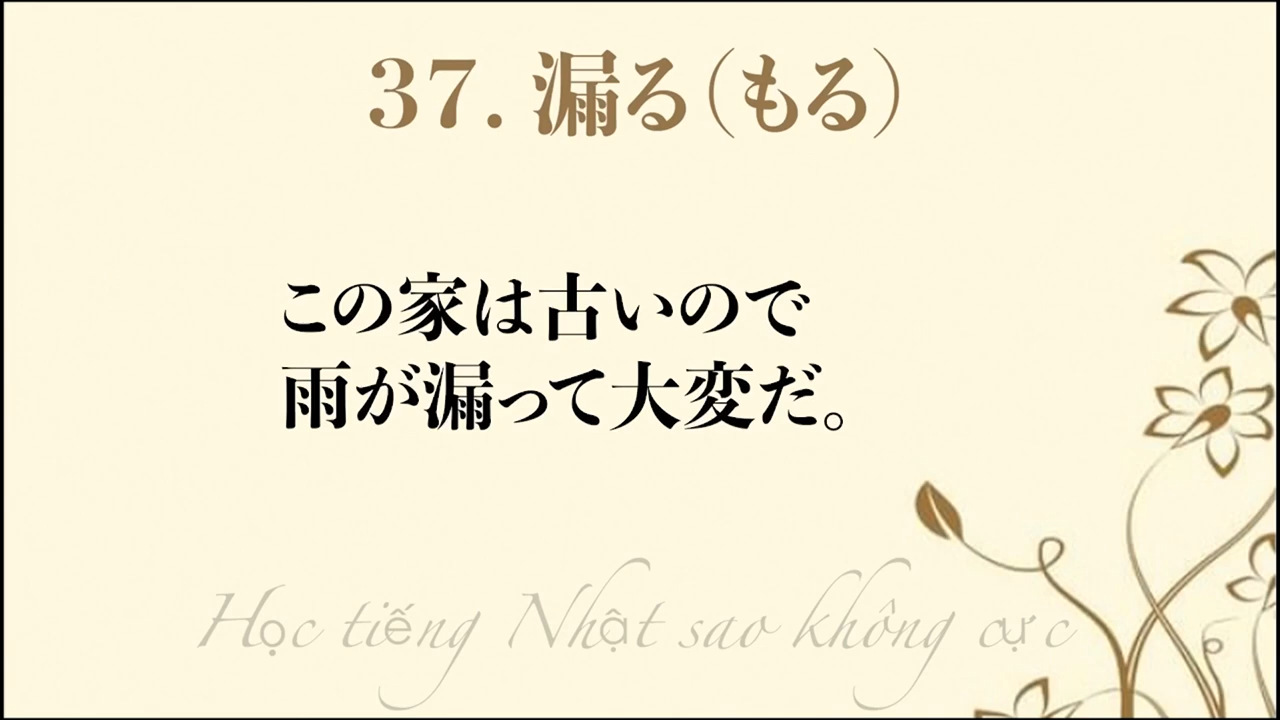 37. 漏る（もる）
この家は古いので
雨が漏って大変だ。
Học tiếng Nhật sao không cực